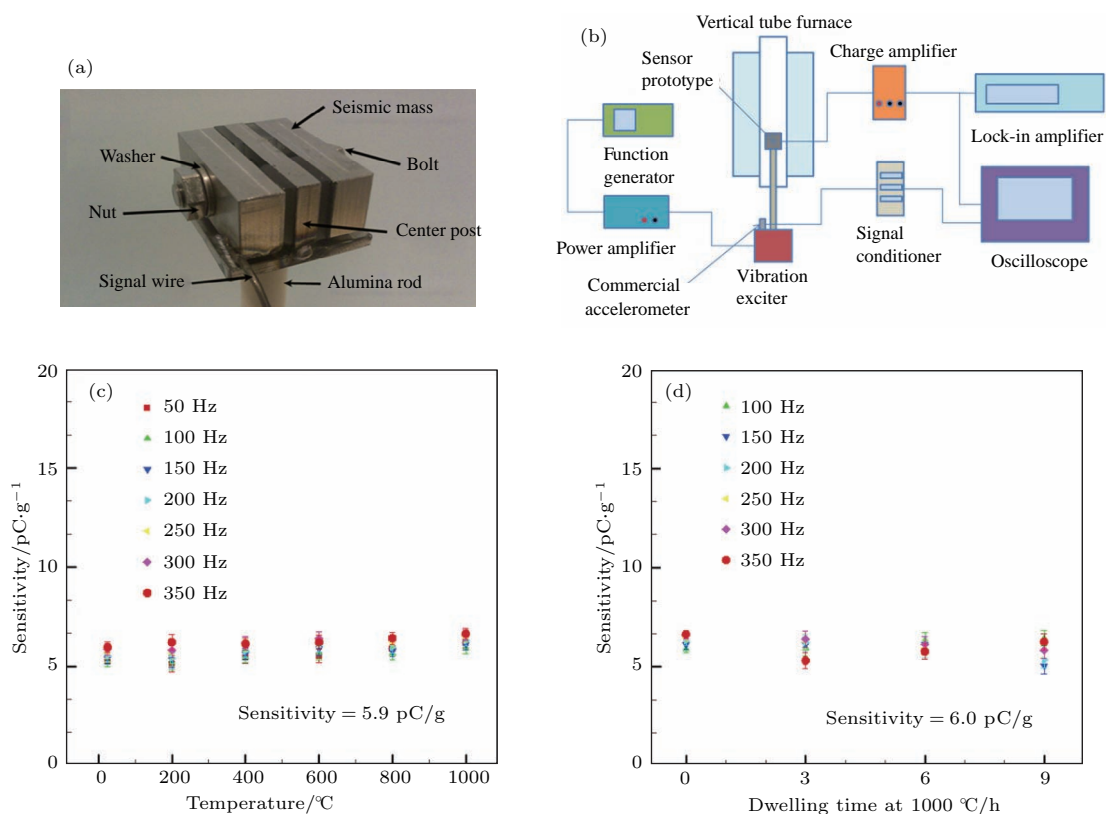 (a)
Seismic mass
Washer
Bolt
Nut
Center post
Signal wire
Alumina rod
(b)
Vertical tube furnace
Sensor
prototype
Charge amplifier
Function
generator
Lock-in amplifier
Power amplifier
Signal
conditioner
Oscilloscope
Commercial
accelerometer
Vibration
exciter
(c)
20
15
10
5
0
Sensitivity/pC·g⁻¹
50 Hz
100 Hz
150 Hz
200 Hz
250 Hz
300 Hz
350 Hz
Sensitivity = 5.9 pC/g
0 200 400 600 800 1000
Temperature/℃
(d)
20
15
10
5
0
Sensitivity/pC·g⁻¹
100 Hz
150 Hz
200 Hz
250 Hz
300 Hz
350 Hz
Sensitivity = 6.0 pC/g
0 3 6 9
Dwelling time at 1000 ℃/h